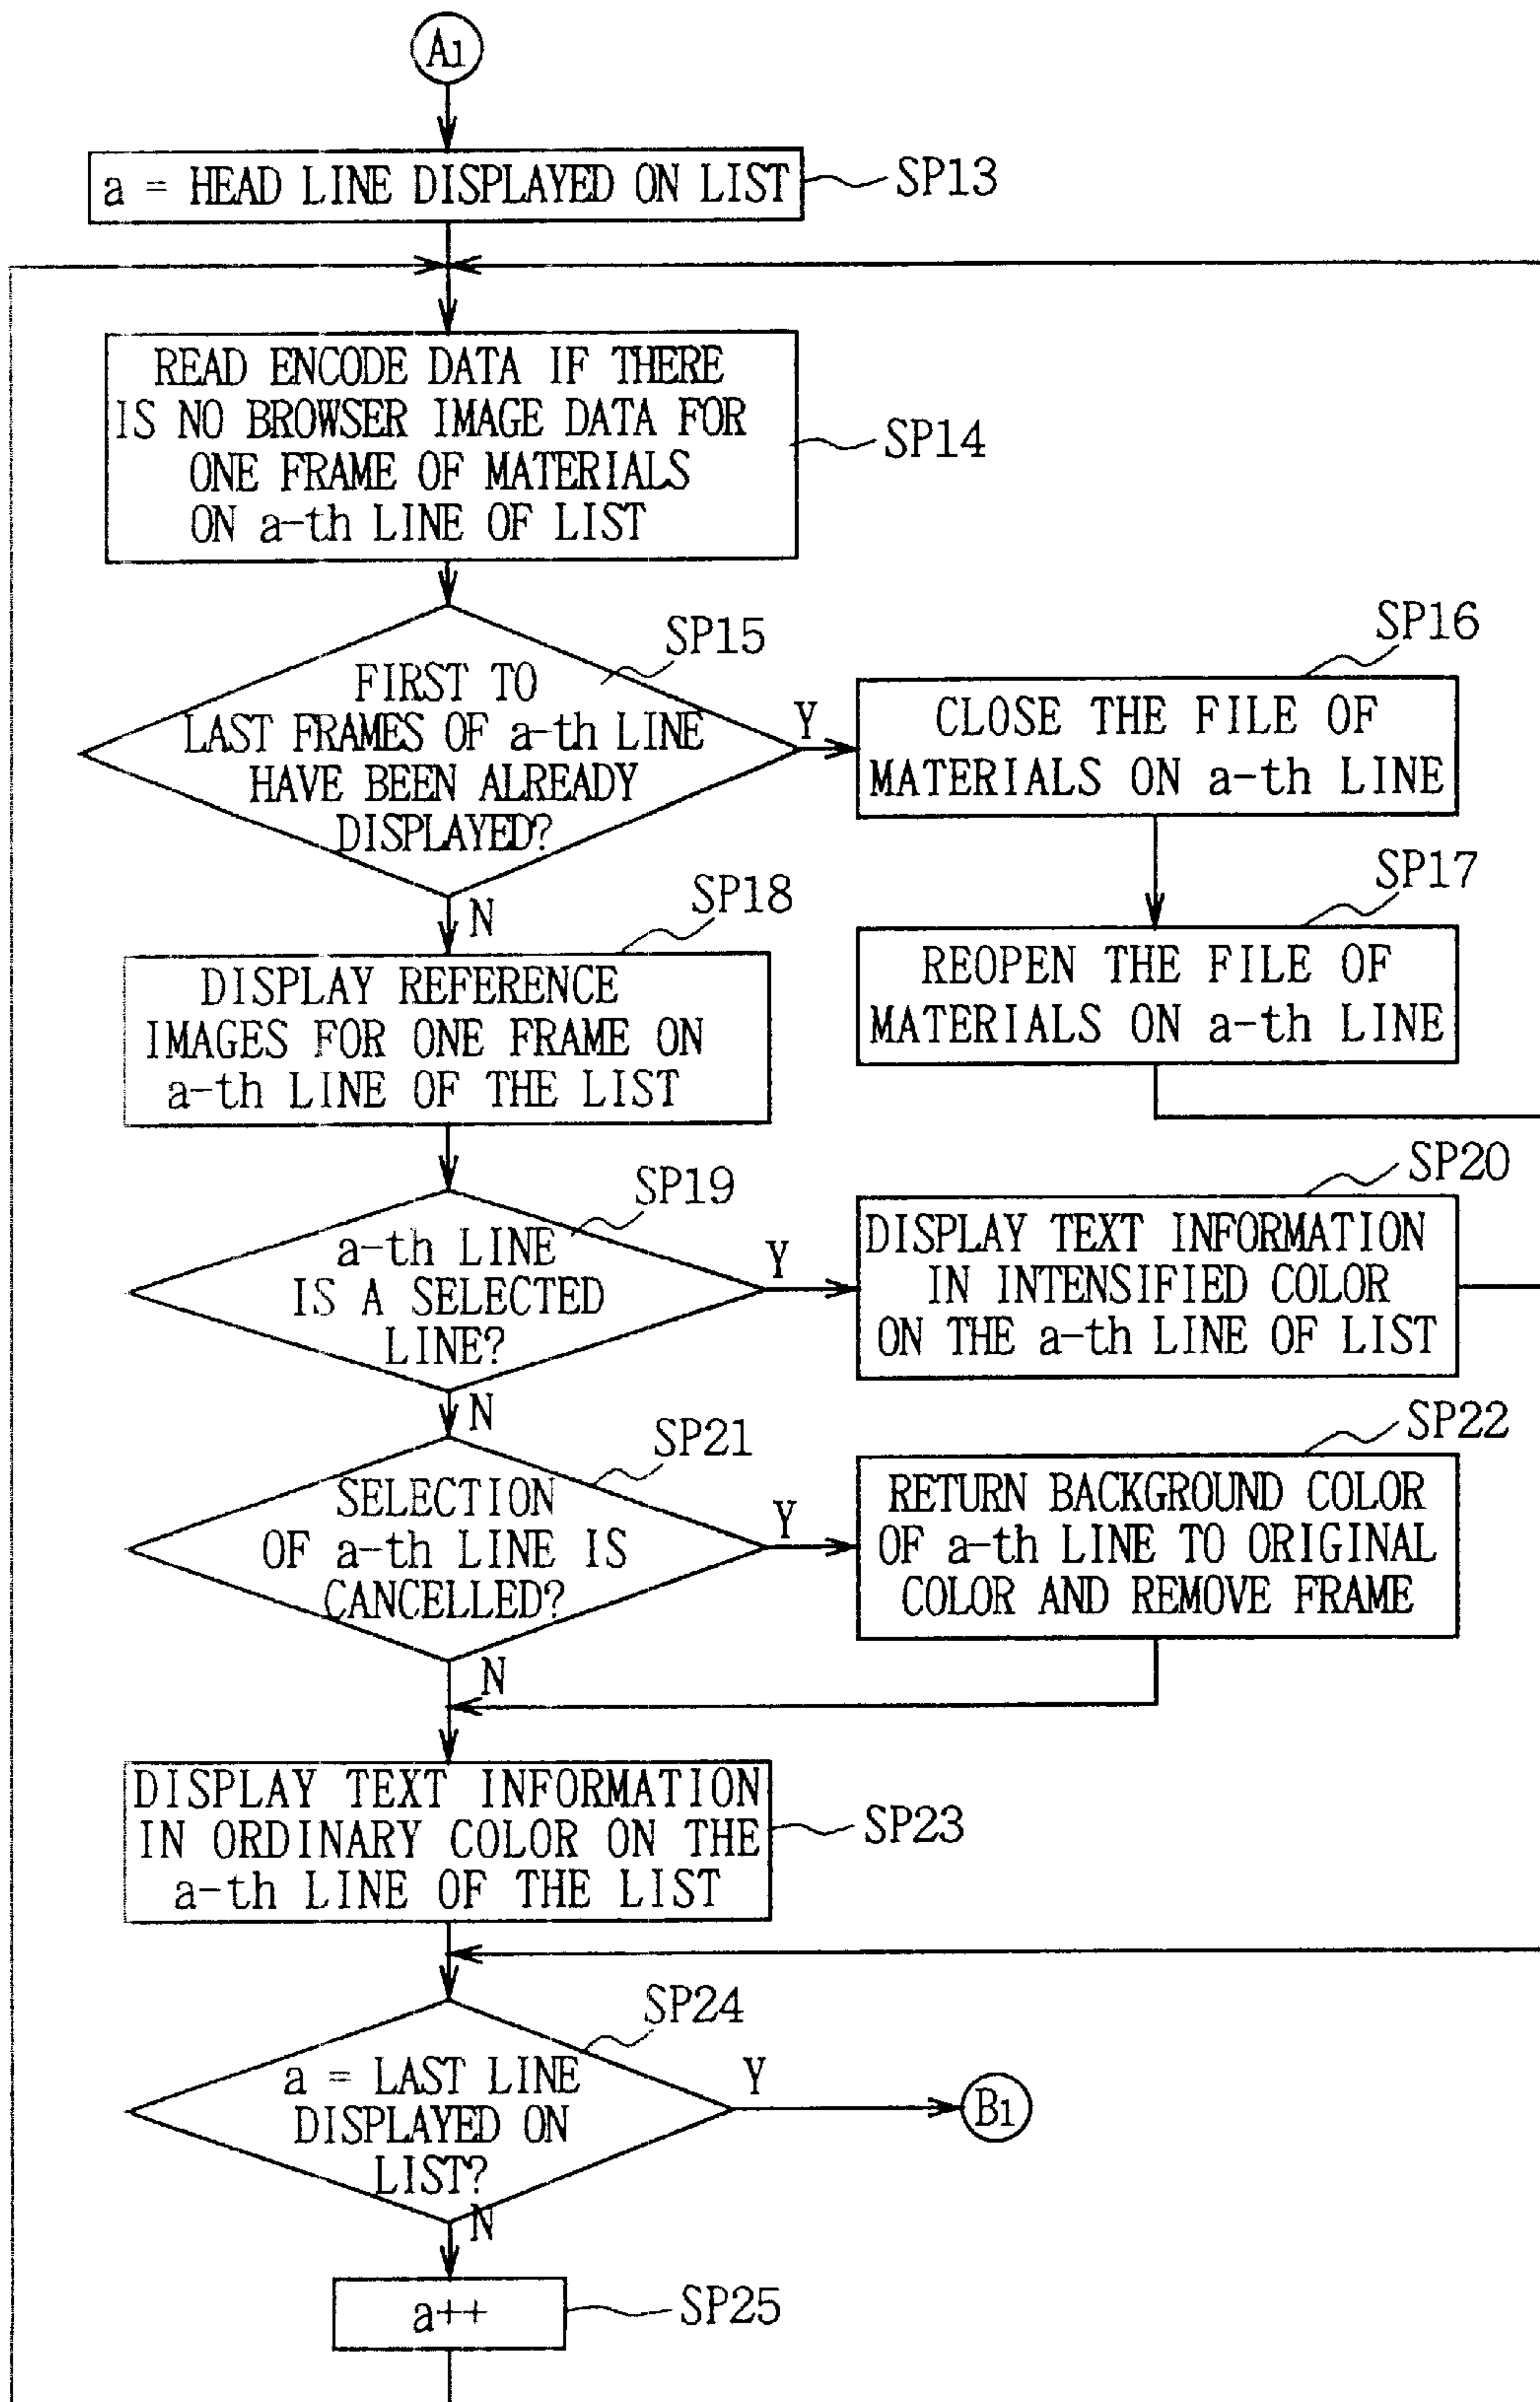 A1
a = HEAD LINE DISPLAYED ON LIST
SP13
READ ENCODE DATA IF THERE
IS NO BROWSER IMAGE DATA FOR
ONE FRAME OF MATERIALS
ON a-th LINE OF LIST
SP14
SP15
FIRST TO
LAST FRAMES OF a-th LINE
HAVE BEEN ALREADY
DISPLAYED?
Y
N
SP16
CLOSE THE FILE OF
MATERIALS ON a-th LINE
SP17
REOPEN THE FILE OF
MATERIALS ON a-th LINE
SP18
DISPLAY REFERENCE
IMAGES FOR ONE FRAME ON
a-th LINE OF THE LIST
SP19
a-th LINE
IS A SELECTED
LINE?
Y
N
SP20
DISPLAY TEXT INFORMATION
IN INTENSIFIED COLOR
ON THE a-th LINE OF LIST
SP21
SELECTION
OF a-th LINE IS
CANCELLED?
Y
N
SP22
RETURN BACKGROUND COLOR
OF a-th LINE TO ORIGINAL
COLOR AND REMOVE FRAME
DISPLAY TEXT INFORMATION
IN ORDINARY COLOR ON THE
a-th LINE OF THE LIST
SP23
SP24
a = LAST LINE
DISPLAYED ON
LIST?
Y
B1
N
a++
SP25